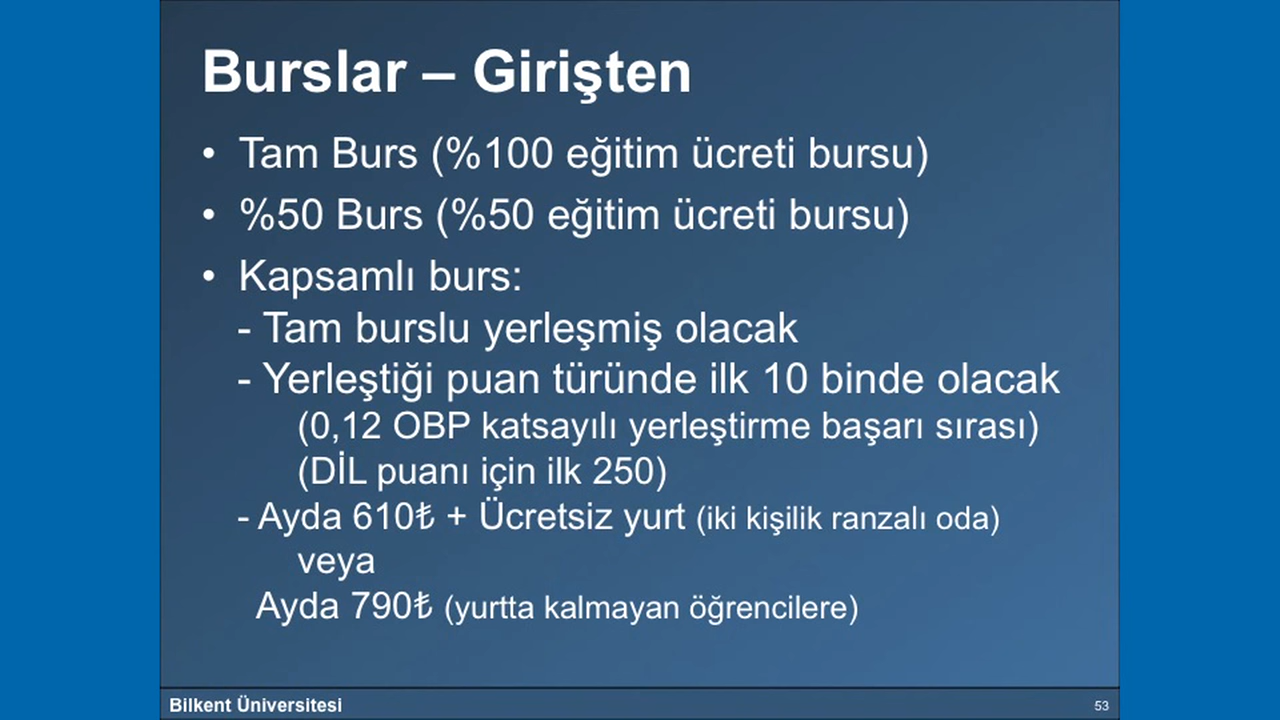 Burslar – Girişten
• Tam Burs (%100 eğitim ücreti bursu)
• %50 Burs (%50 eğitim ücreti bursu)
• Kapsamlı burs:
- Tam burslu yerleşmiş olacak
- Yerleştiği puan türünde ilk 10 binde olacak
(0,12 OBP katsayılı yerleştirme başarı sırası)
(DİL puanı için ilk 250)
- Ayda 610₺ + Ücretsiz yurt (iki kişilik ranzalı oda)
veya
Ayda 790₺ (yurtta kalmayan öğrencilere)
Bilkent Üniversitesi
53